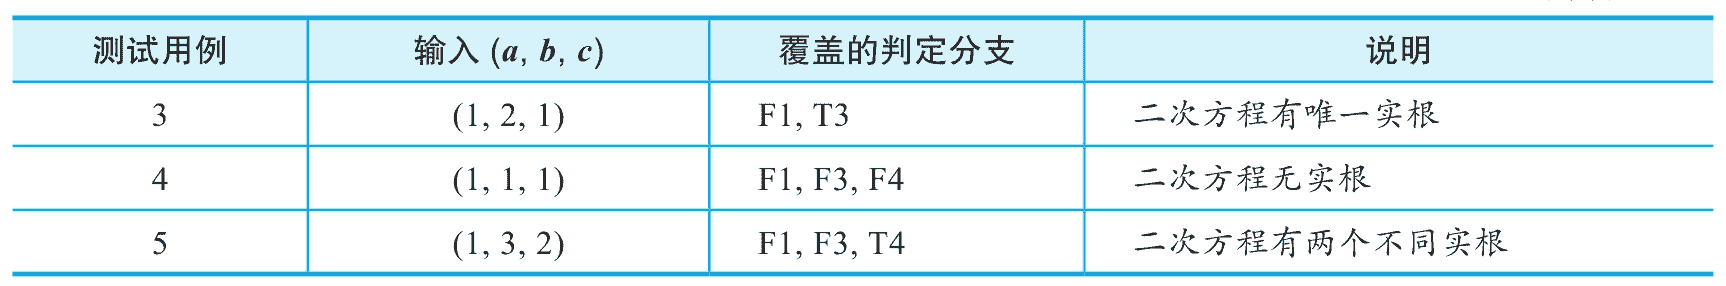 测试用例 输入 (a, b, c) 覆盖的判定分支 说明
3 (1, 2, 1) F1, T3 二次方程有唯一实根
4 (1, 1, 1) F1, F3, F4 二次方程无实根
5 (1, 3, 2) F1, F3, T4 二次方程有两个不同实根